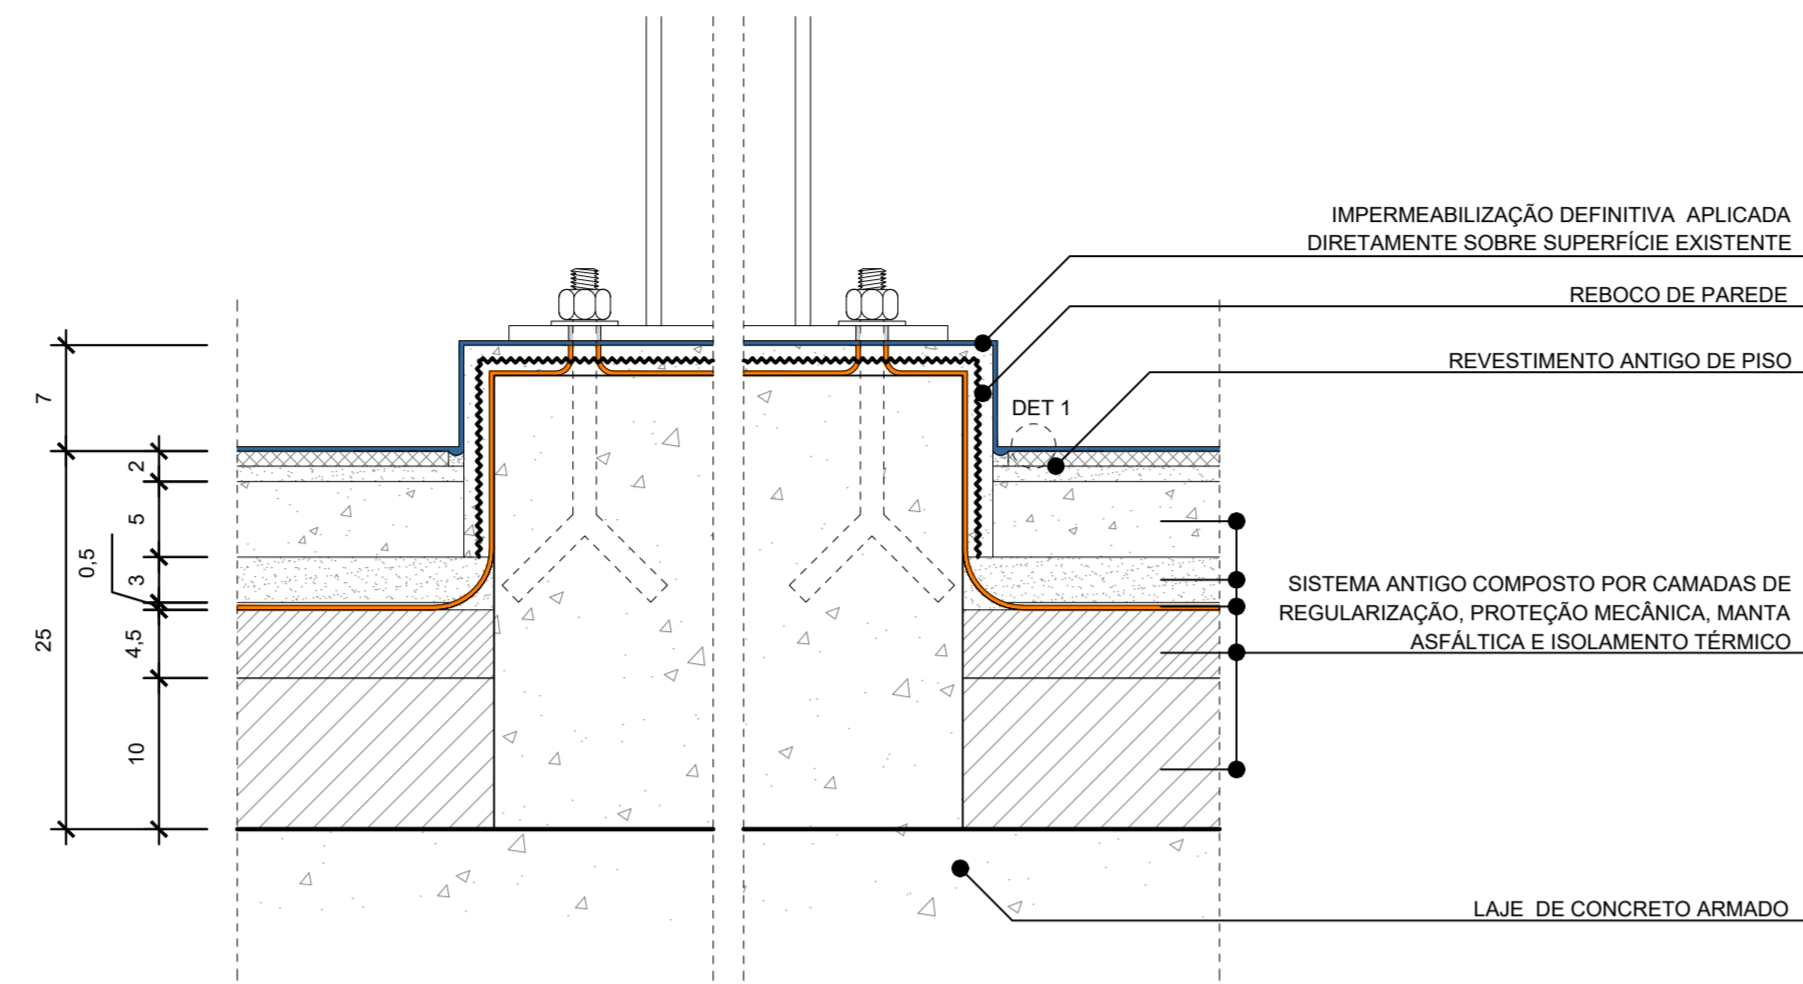 IMPERMEABILIZAÇÃO DEFINITIVA APLICADA
DIRETAMENTE SOBRE SUPERFÍCIE EXISTENTE
REBOCO DE PAREDE
REVESTIMENTO ANTIGO DE PISO
DET 1
7
2
5
0,5
3
25
4,5
10
SISTEMA ANTIGO COMPOSTO POR CAMADAS DE
REGULARIZAÇÃO, PROTEÇÃO MECÂNICA, MANTA
ASFÁLTICA E ISOLAMENTO TÉRMICO
LAJE DE CONCRETO ARMADO